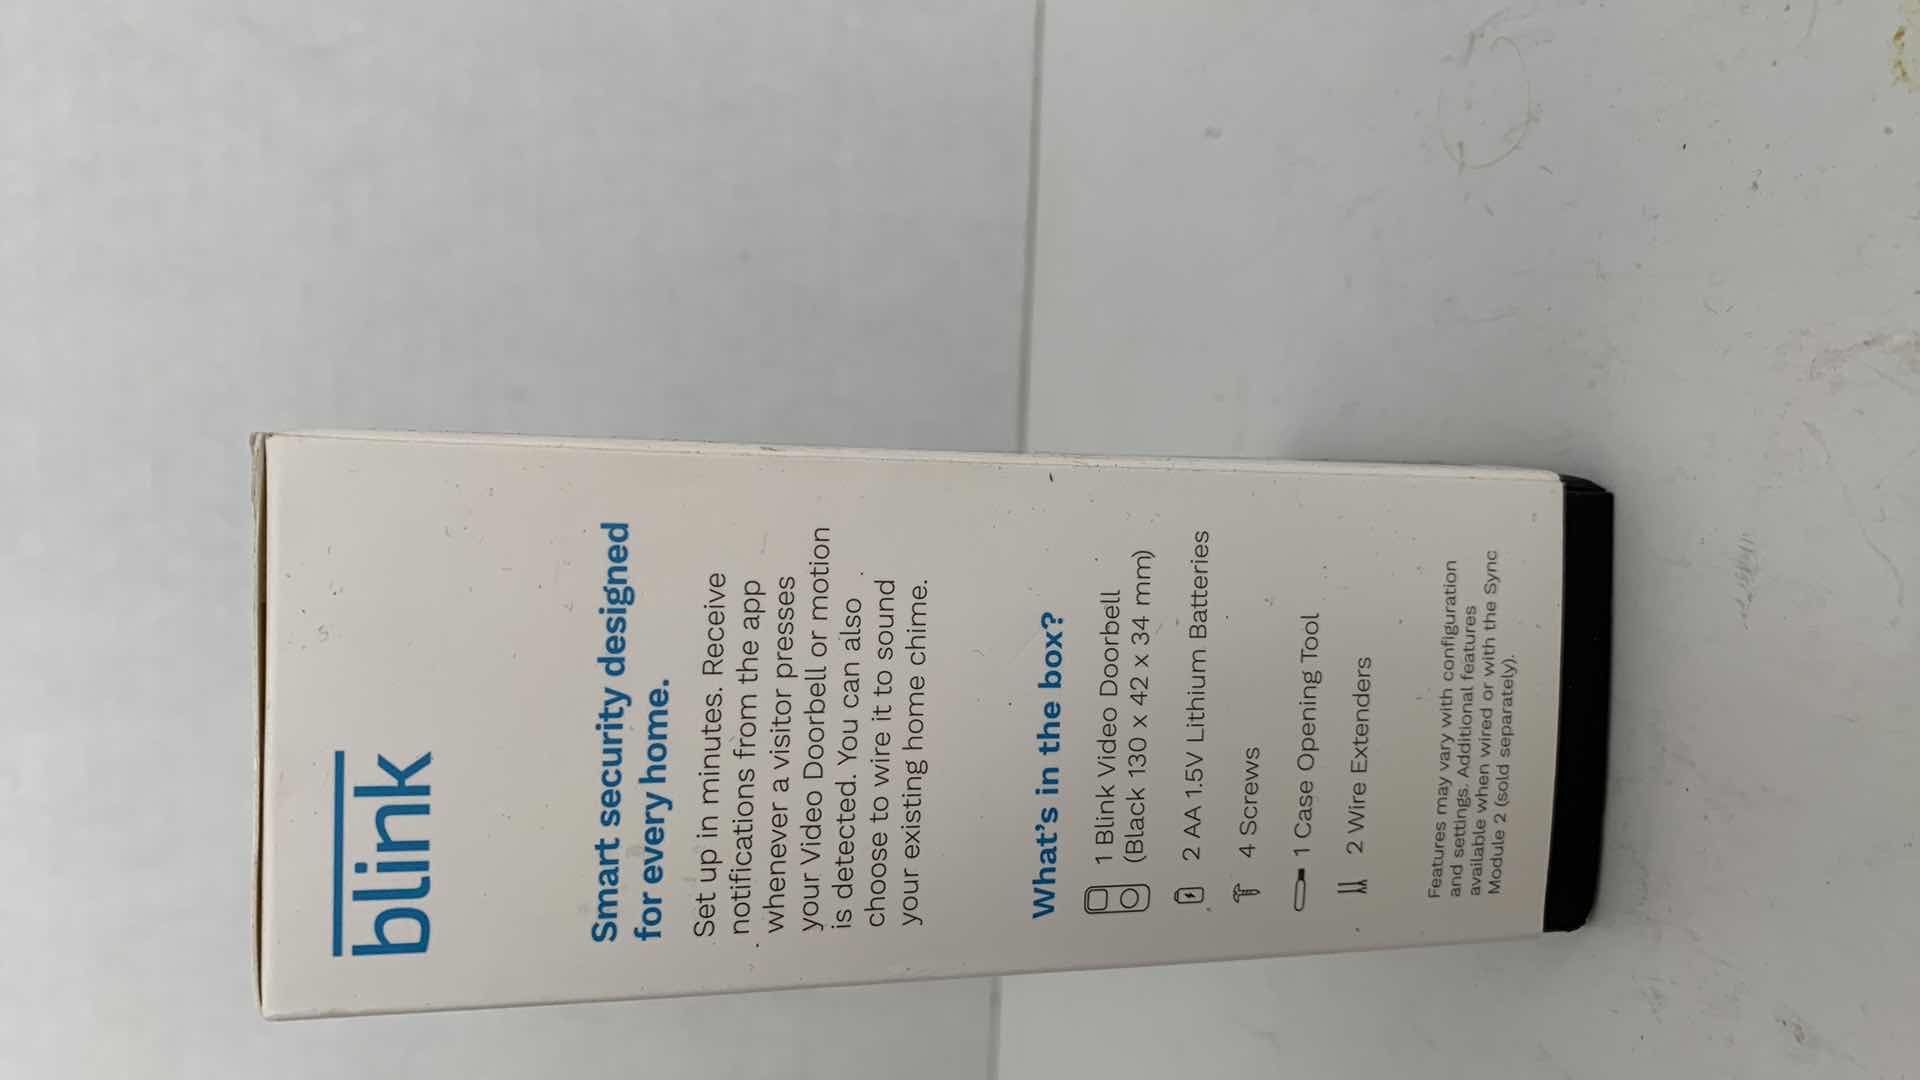 blink
Smart security designed
for every home.
Set up in minutes. Receive
notifications from the app
whenever a visitor presses
your Video Doorbell or motion
is detected. You can also
choose to wire it to sound
your existing home chime.
What's in the box?
1 Blink Video Doorbell
(Black 130 x 42 x 34 mm)
2 AA 1.5V Lithium Batteries
4 Screws
1 Case Opening Tool
2 Wire Extenders
Features may vary with configuration
and settings. Additional features
available when wired or with the Sync
Module 2 (sold separately).